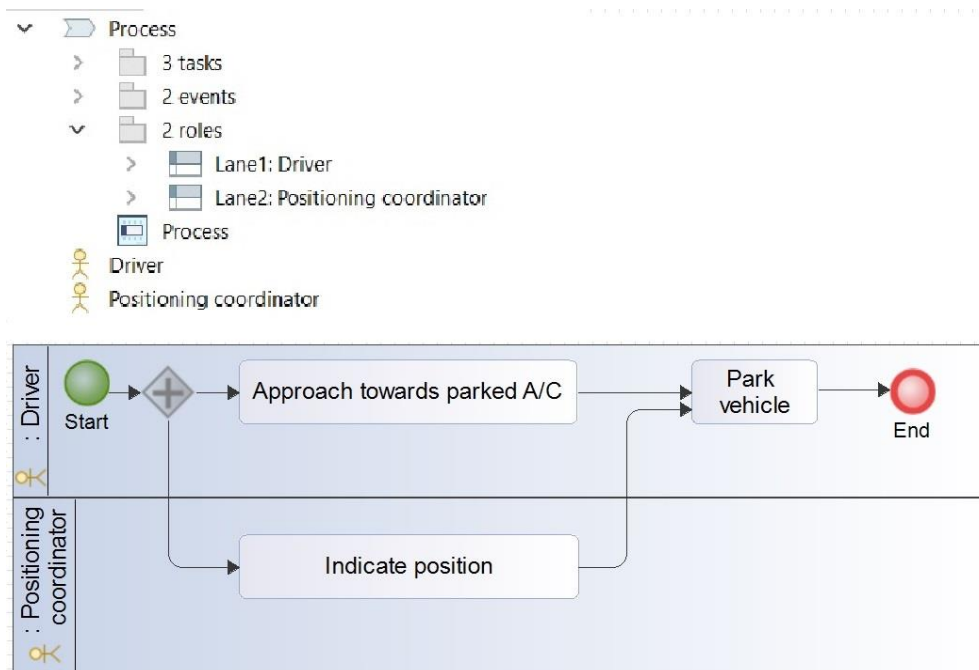 Process
3 tasks
2 events
2 roles
Lane1: Driver
Lane2: Positioning coordinator
Process
Driver
Positioning coordinator
: Driver
Start
Approach towards parked A/C
Park
vehicle
End
: Positioning
coordinator
Indicate position